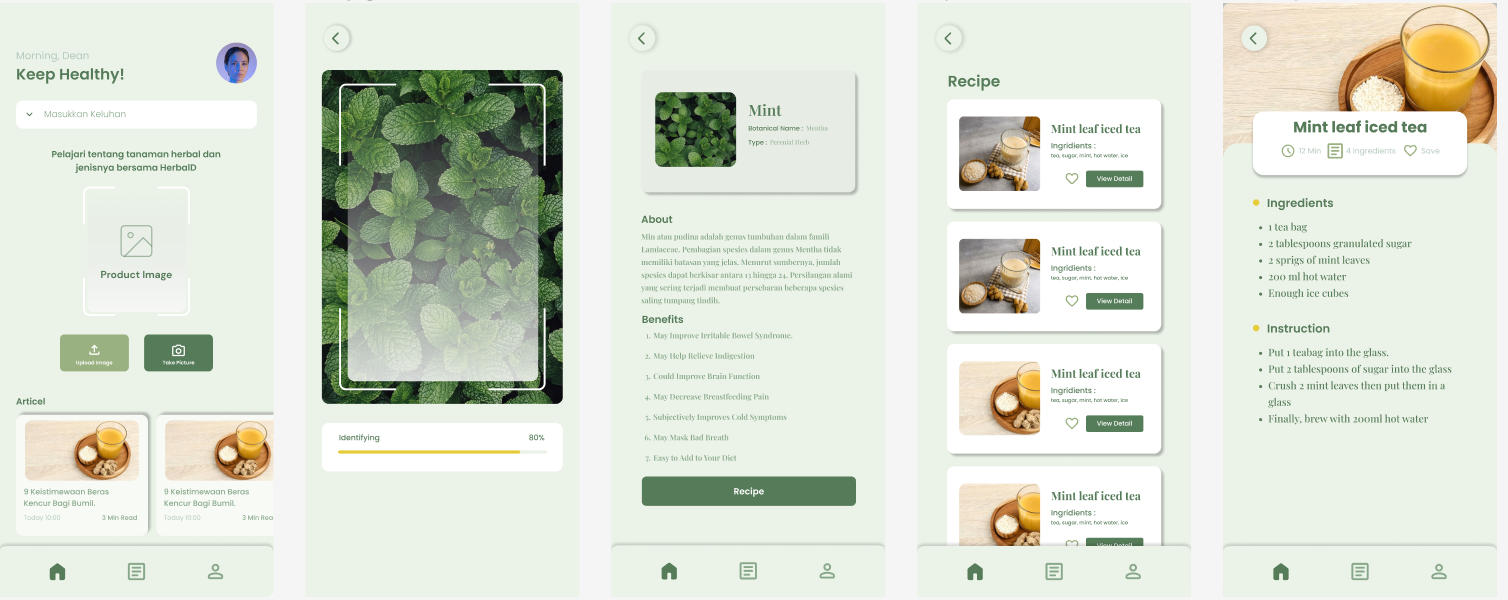 Morning, Dean
Keep Healthy!
Masukkan Keluhan
Pelajari tentang tanaman herbal dan
jenisnya bersama HerbaID
Product Image
Upload Image
Take Picture
Articel
9 Keistimewaan Beras
Kencur Bagi Bumil.
Today 10:00
3 Min Read
9 Keistimewaan Beras
Kencur Bagi Bumil.
Today 10:00
3 Min Rea
Identifying
80%
Mint
Botanical Name : Mentha
Type : Perenial Herb
About
Min atau pudina adalah genus tumbuhan dalam famili
Lamiaceae. Pembagian spesies dalam genus Mentha tidak
memiliki batasan yang jelas. Menurut sumbernya, jumlah
spesies dapat berkisar antara 13 hingga 24. Persilangan alami
yang sering terjadi membuat persebaran beberapa spesies
saling tumpang tindih.
Benefits
1. May Improve Irritable Bowel Syndrome.
2. May Help Relieve Indigestion
3. Could Improve Brain Function
4. May Decrease Breastfeeding Pain
5. Subjectively Improves Cold Symptoms
6. May Mask Bad Breath
7. Easy to Add to Your Diet
Recipe
Recipe
Mint leaf iced tea
Ingridients :
tea, sugar, mint, hot water, ice
View Detail
Mint leaf iced tea
Ingridients :
tea, sugar, mint, hot water, ice
View Detail
Mint leaf iced tea
Ingridients :
tea, sugar, mint, hot water, ice
View Detail
Mint leaf iced tea
Ingridients :
tea, sugar, mint, hot water, ice
View Detail
Mint leaf iced tea
12 Min
4 ingredients
Save
Ingredients
• 1 tea bag
• 2 tablespoons granulated sugar
• 2 sprigs of mint leaves
• 200 ml hot water
• Enough ice cubes
Instruction
• Put 1 teabag into the glass.
• Put 2 tablespoons of sugar into the glass
• Crush 2 mint leaves then put them in a
glass
• Finally, brew with 200ml hot water